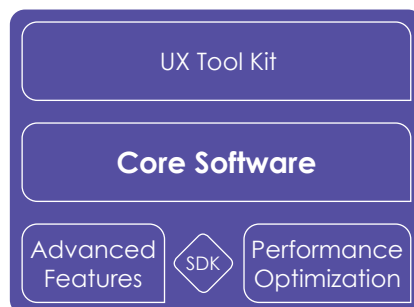 UX Tool Kit
Core Software
Advanced
Features
SDK
Performance
Optimization